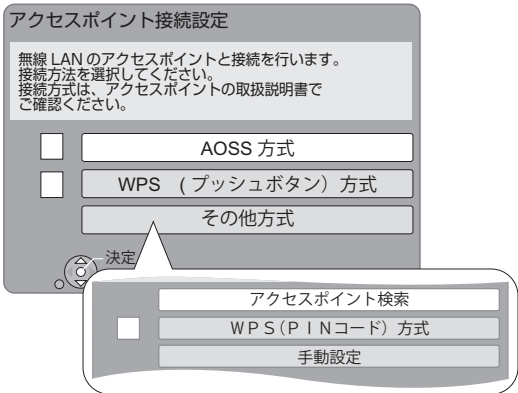 アクセスポイント接続設定
無線 LAN のアクセスポイントと接続を行います。
接続方法を選択してください。
接続方式は、アクセスポイントの取扱説明書で
ご確認ください。
AOSS 方式
WPS (プッシュボタン）方式
その他方式
決定
アクセスポイント検索
ＷＰＳ（ＰＩＮコード）方式
手動設定